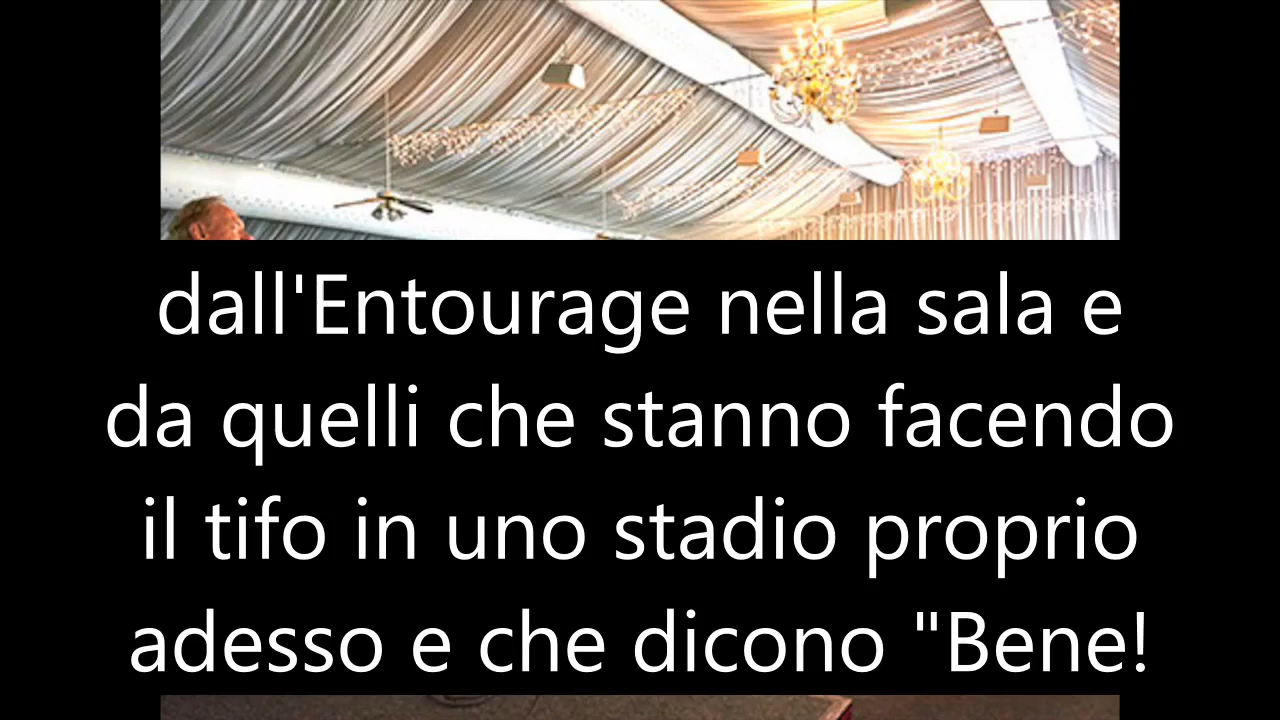 dall'Entourage nella sala e
da quelli che stanno facendo
il tifo in uno stadio proprio
adesso e che dicono "Bene!